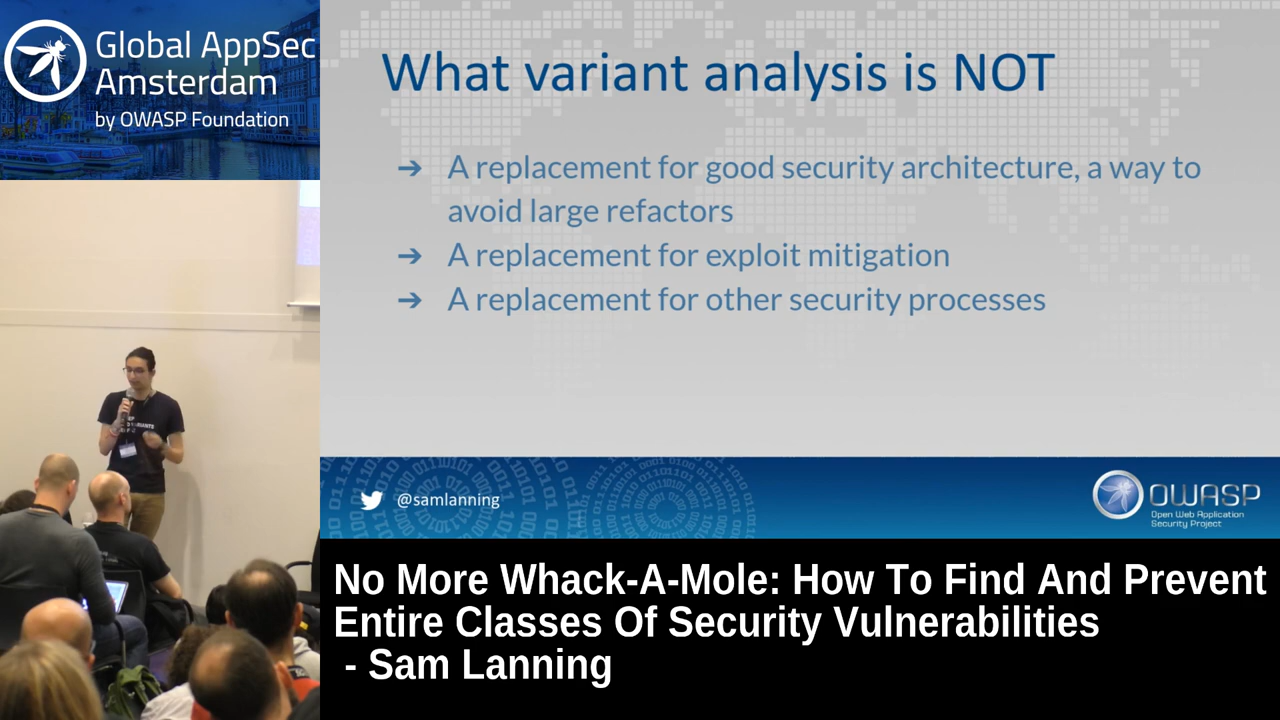 Global AppSec
Amsterdam
by OWASP Foundation
What variant analysis is NOT
➔ A replacement for good security architecture, a way to
avoid large refactors
➔ A replacement for exploit mitigation
➔ A replacement for other security processes
@samlanning
OWASP
Open Web Application
Security Project
No More Whack-A-Mole: How To Find And Prevent
Entire Classes Of Security Vulnerabilities
- Sam Lanning